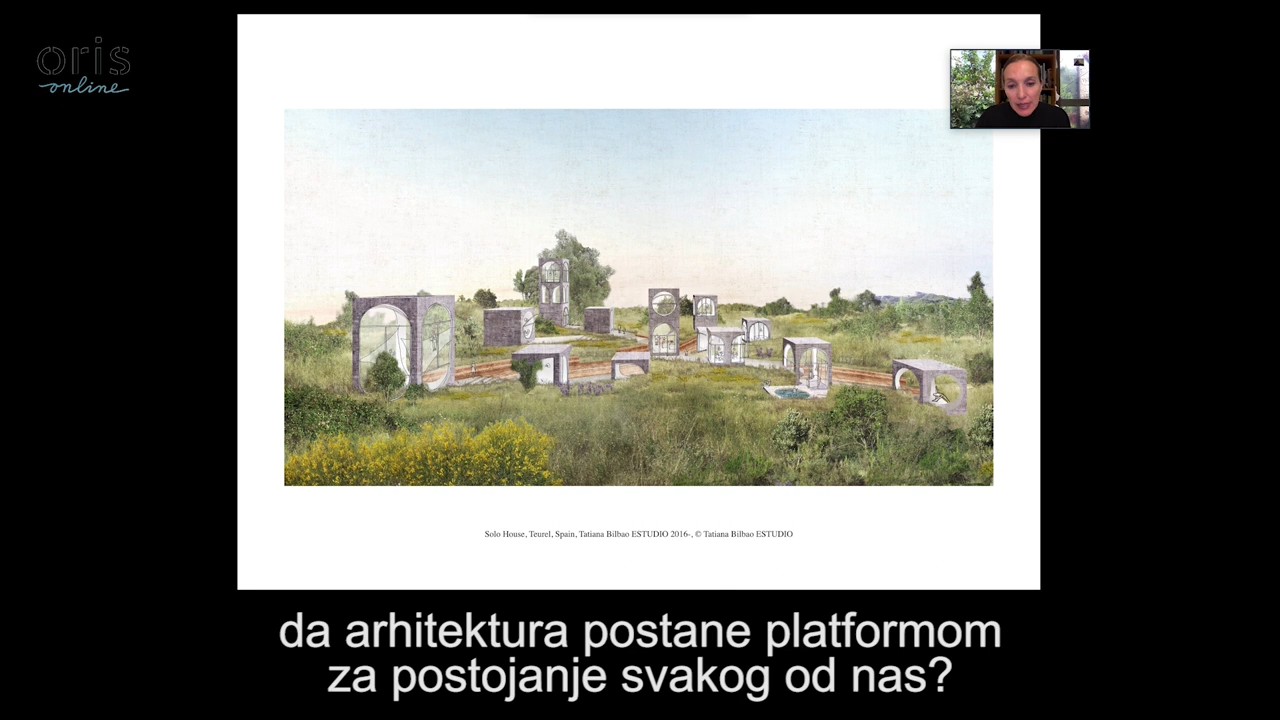 oris
online
Solo House, Teurel, Spain, Tatiana Bilbao ESTUDIO 2016-, © Tatiana Bilbao ESTUDIO
da arhitektura postane platformom
za postojanje svakog od nas?